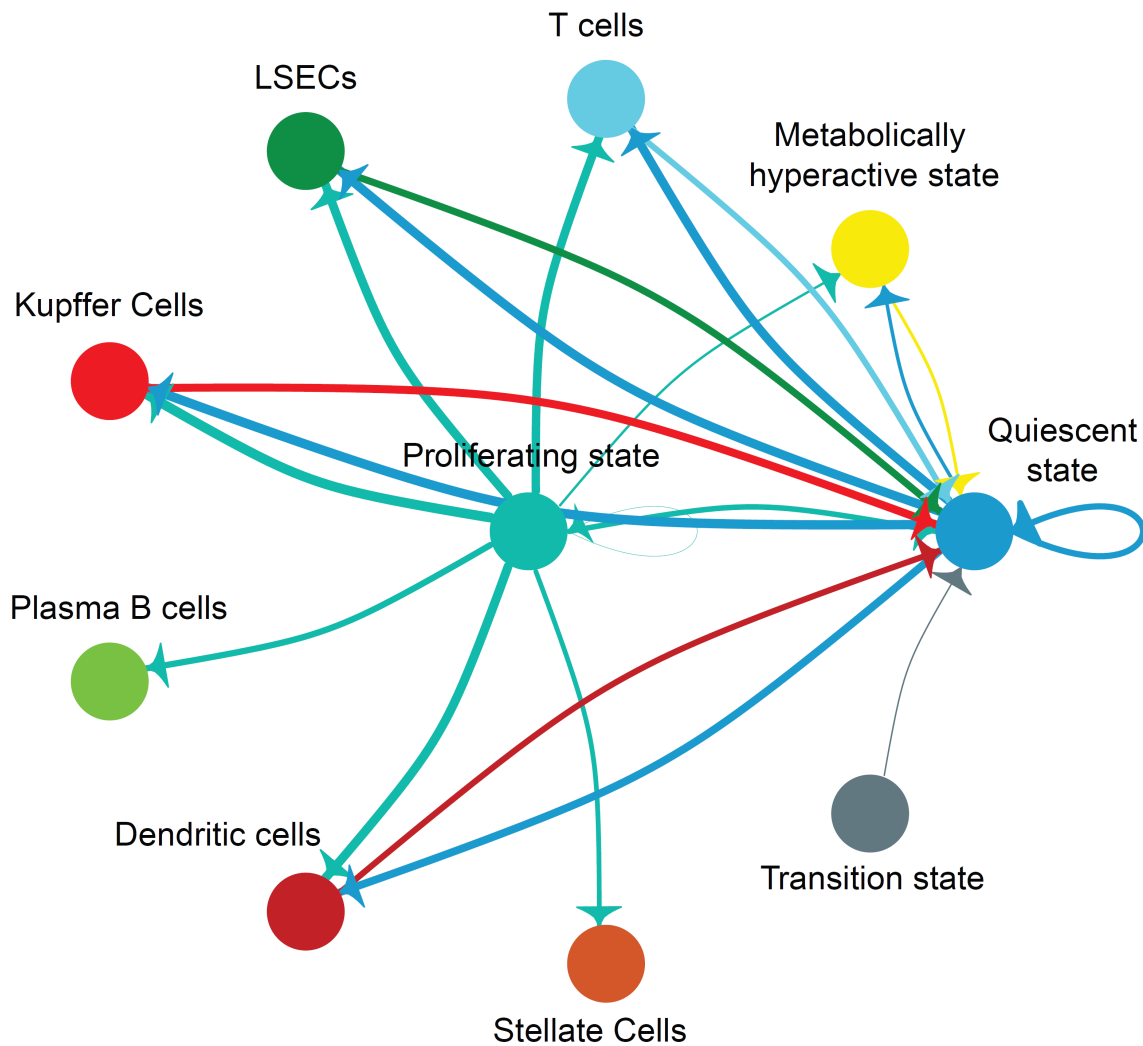 T cells
LSECs
Metabolically
hyperactive state
Kupffer Cells
Quiescent
state
Proliferating state
Plasma B cells
Dendritic cells
Transition state
Stellate Cells